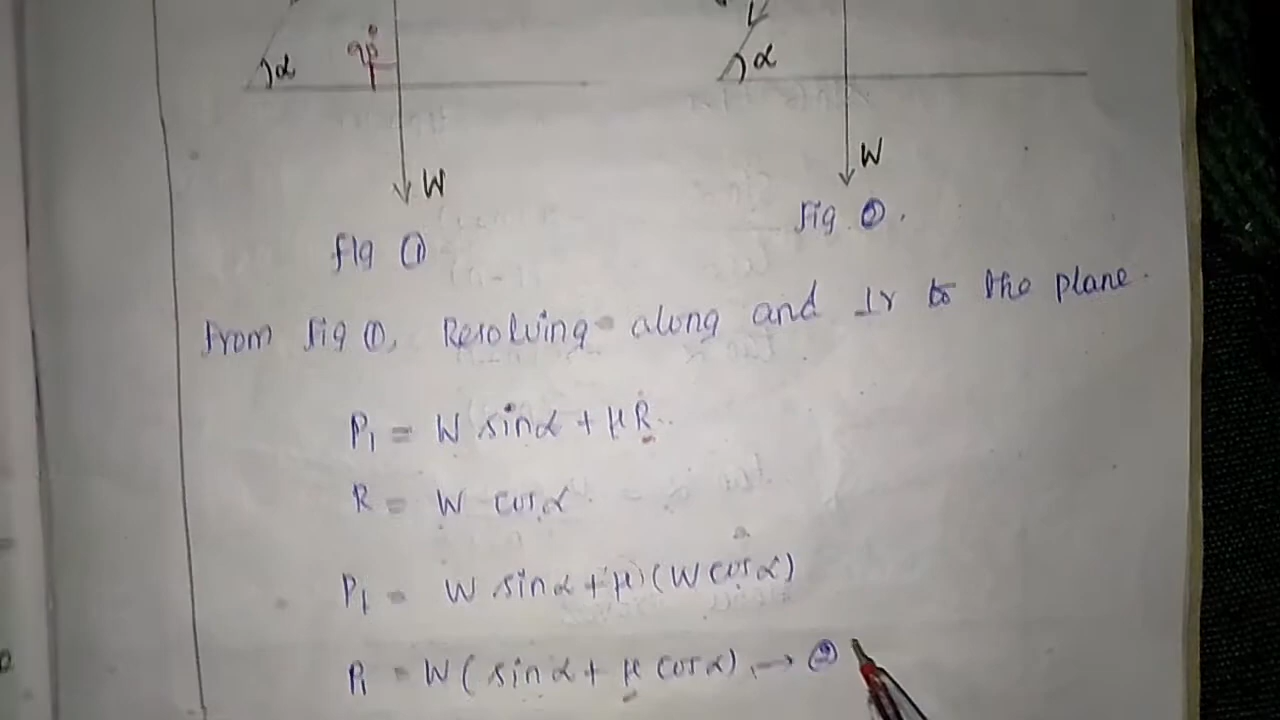 α
α
W
W
fig ①
fig ②.
From fig ①, Resolving along and ⊥r to the plane.
P₁ = W sinα + μR.
R = W cosα
P₁ = W sinα + μ) (W cosα)
P₁ = W ( sinα + μ cosα) → ②